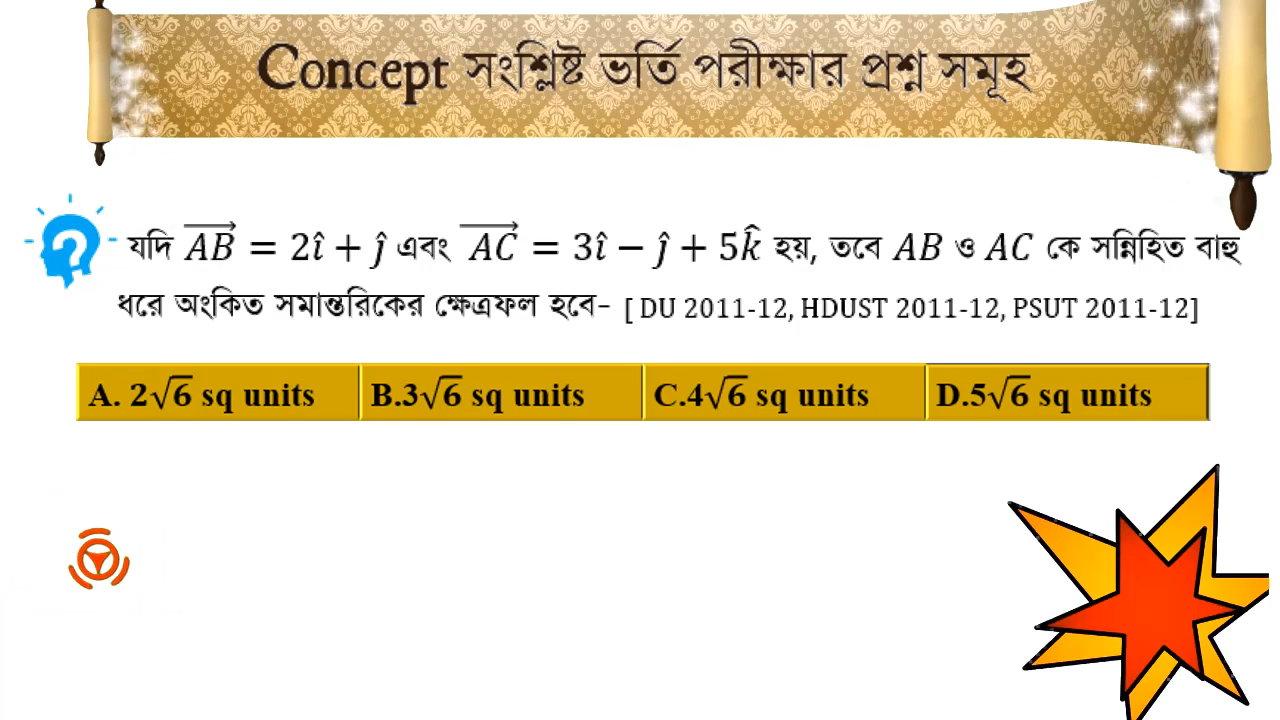 Concept সংশ্লিষ্ট ভর্তি পরীক্ষার প্রশ্ন সমূহ
যদি $\overrightarrow{AB} = 2\hat{\imath} + \hat{\jmath}$ এবং $\overrightarrow{AC} = 3\hat{\imath} - \hat{\jmath} + 5\hat{k}$ হয়, তবে AB ও AC কে সন্নিহিত বাহু
ধরে অংকিত সমান্তরিকের ক্ষেত্রফল হবে- [ DU 2011-12, HDUST 2011-12, PSUT 2011-12]
A. 2√6 sq units B.3√6 sq units C.4√6 sq units D.5√6 sq units